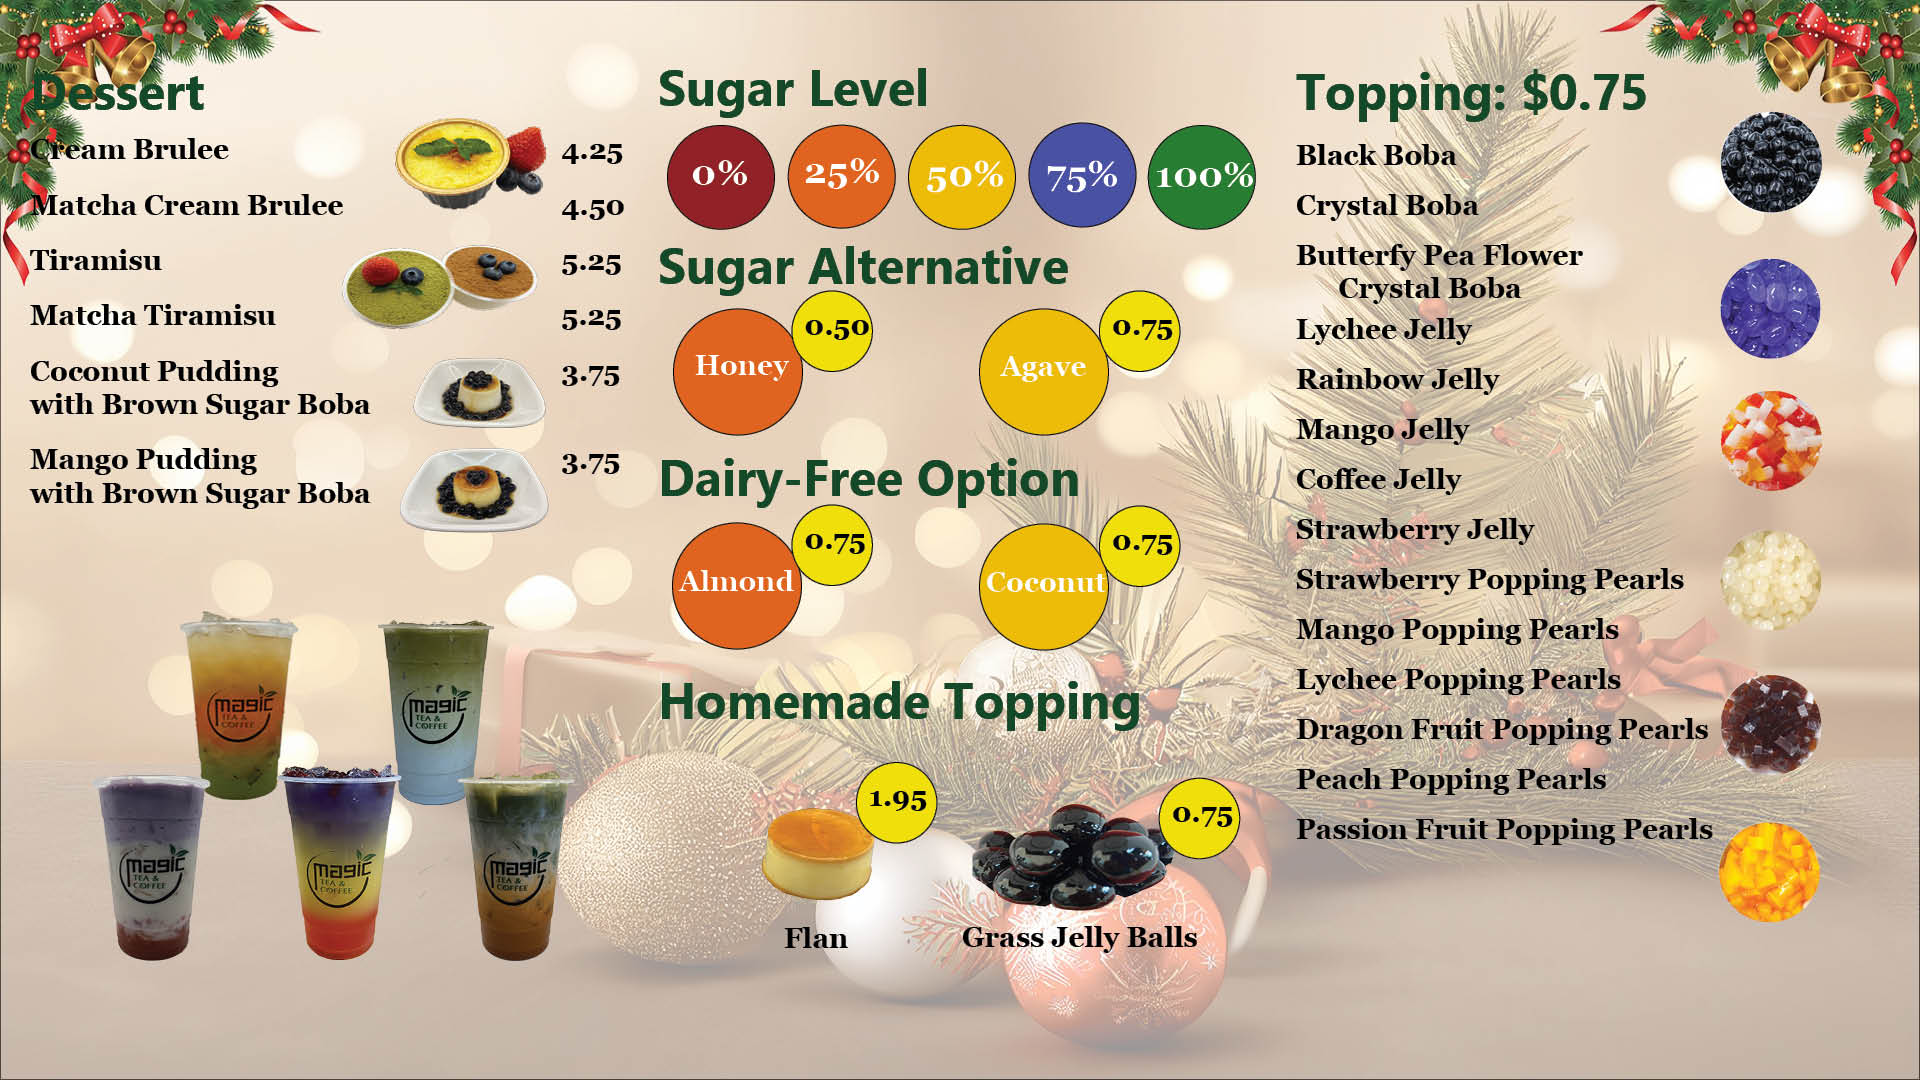 Dessert
Cream Brulee 4.25
Matcha Cream Brulee 4.50
Tiramisu 5.25
Matcha Tiramisu 5.25
Coconut Pudding 3.75
with Brown Sugar Boba
Mango Pudding 3.75
with Brown Sugar Boba
magic
TEA &
COFFEE
magic
TEA &
COFFEE
magic
TEA &
COFFEE
magic
TEA &
COFFEE
magic
TEA &
COFFEE
Sugar Level
0% 25% 50% 75% 100%
Sugar Alternative
Honey 0.50 Agave 0.75
Dairy-Free Option
Almond 0.75 Coconut 0.75
Homemade Topping
1.95 0.75
Flan Grass Jelly Balls
Topping: $0.75
Black Boba
Crystal Boba
Butterfy Pea Flower
Crystal Boba
Lychee Jelly
Rainbow Jelly
Mango Jelly
Coffee Jelly
Strawberry Jelly
Strawberry Popping Pearls
Mango Popping Pearls
Lychee Popping Pearls
Dragon Fruit Popping Pearls
Peach Popping Pearls
Passion Fruit Popping Pearls